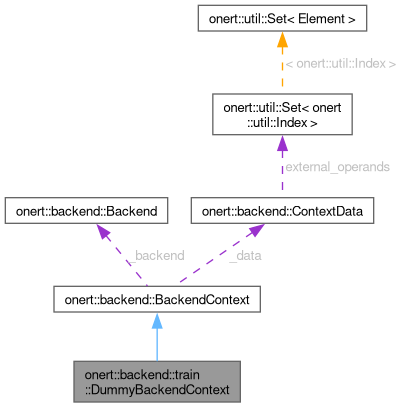 onert::util::Set< Element >
< onert::util::Index >
onert::util::Set< onert
::util::Index >
external_operands
onert::backend::Backend
onert::backend::ContextData
_backend
_data
onert::backend::BackendContext
onert::backend::train
::DummyBackendContext